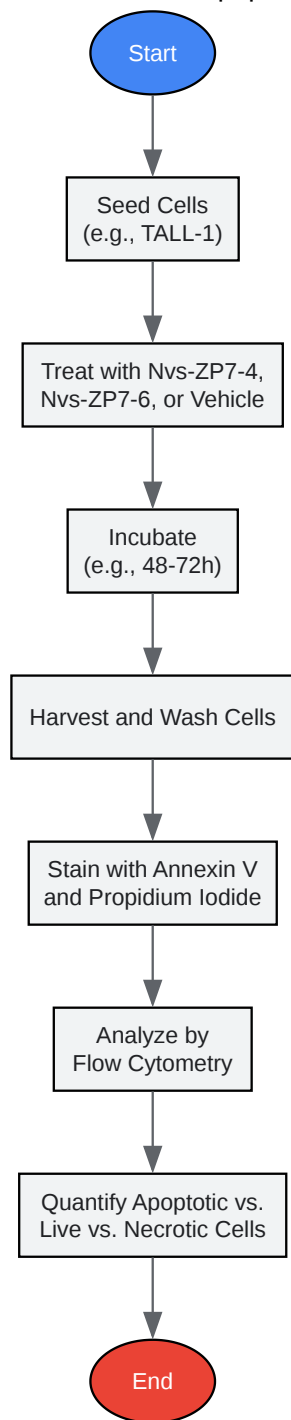 Start
Seed Cells
(e.g., TALL-1)
Treat with Nvs-ZP7-4,
Nvs-ZP7-6, or Vehicle
Incubate
(e.g., 48-72h)
Harvest and Wash Cells
Stain with Annexin V
and Propidium Iodide
Analyze by
Flow Cytometry
Quantify Apoptotic vs.
Live vs. Necrotic Cells
End